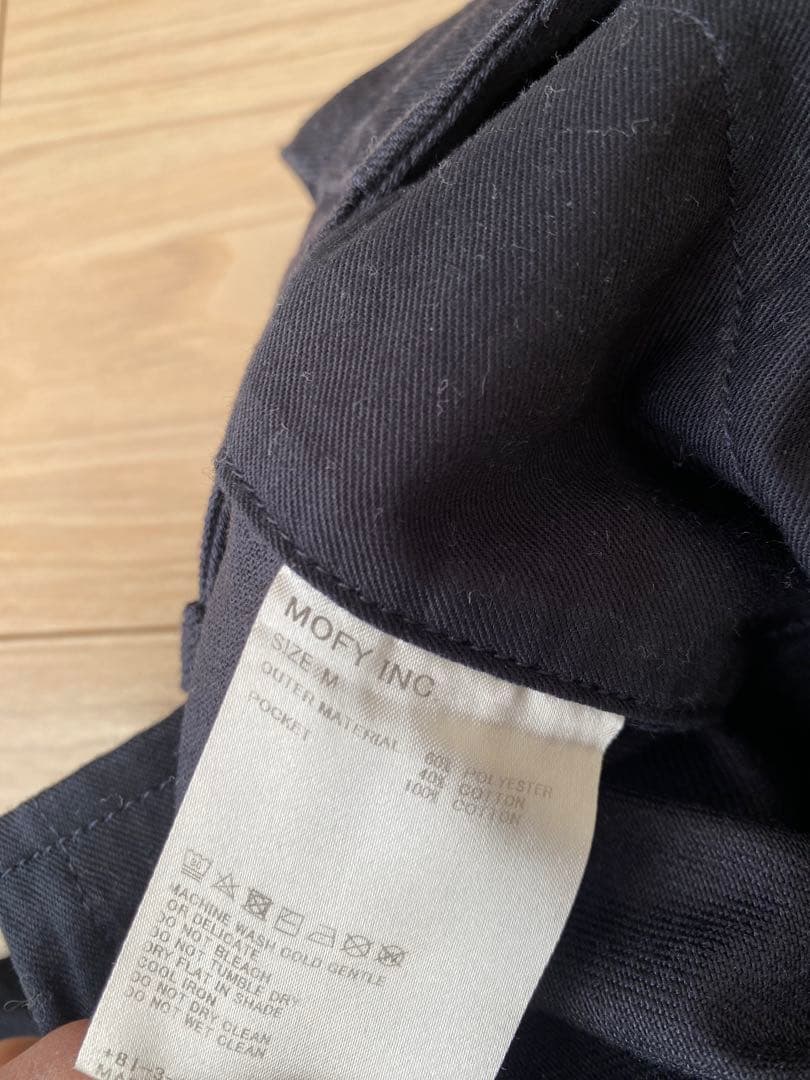 MOFY INC
SIZE:M
OUTER MATERIAL 60% POLYESTER
40% COTTON
POCKET 100% COTTON
MACHINE WASH COLD GENTLE
OR DELICATE
DO NOT BLEACH
DO NOT TUMBLE DRY
DRY FLAT IN SHADE
COOL IRON
DO NOT DRY CLEAN
DO NOT WET CLEAN
+81-3-